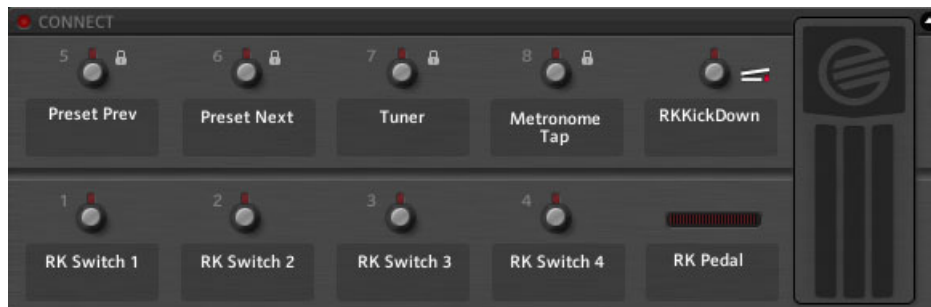 CONNECT
5
6
7
8
Preset Prev
Preset Next
Tuner
Metronome
Tap
RKKickDown
1
2
3
4
RK Switch 1
RK Switch 2
RK Switch 3
RK Switch 4
RK Pedal